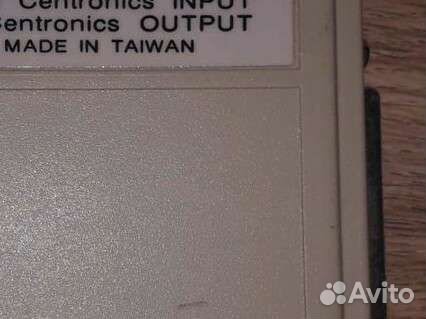 Centronics INPUT
Centronics OUTPUT
MADE IN TAIWAN
Avito